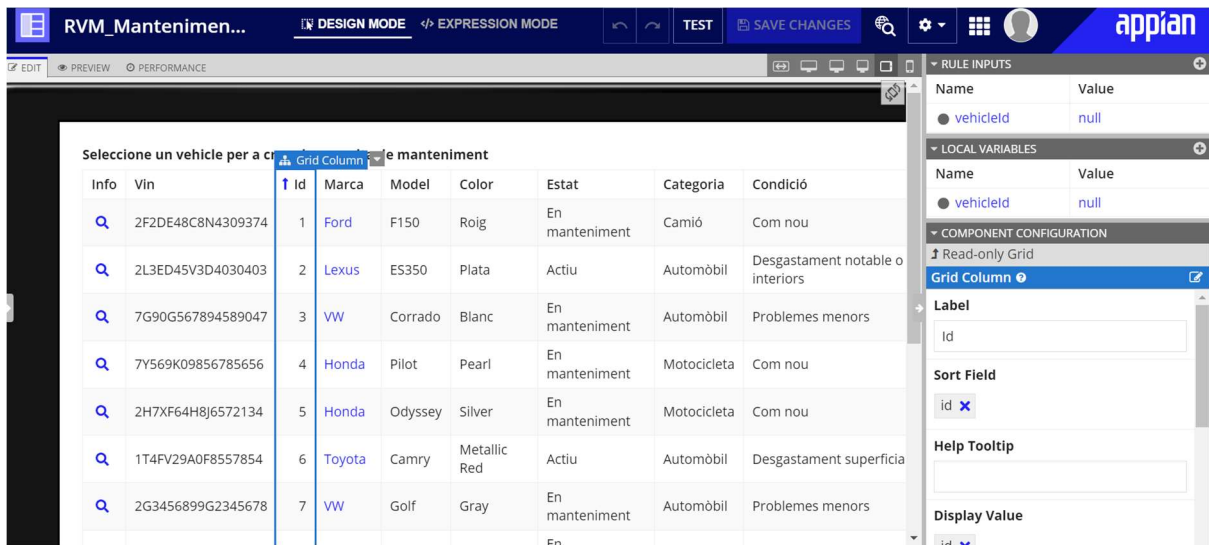 RVM_Mantenimen... DESIGN MODE </> EXPRESSION MODE TEST SAVE CHANGES appian
EDIT PREVIEW PERFORMANCE
Seleccione un vehicle per a cr le manteniment
Grid Column
Info Vin Id Marca Model Color Estat Categoria Condició
2F2DE48C8N4309374 1 Ford F150 Roig En manteniment Camió Com nou
2L3ED45V3D4030403 2 Lexus ES350 Plata Actiu Automòbil Desgastament notable o interiors
7G90G567894589047 3 VW Corrado Blanc En manteniment Automòbil Problemes menors
7Y569K09856785656 4 Honda Pilot Pearl En manteniment Motocicleta Com nou
2H7XF64H8J6572134 5 Honda Odyssey Silver En manteniment Motocicleta Com nou
1T4FV29A0F8557854 6 Toyota Camry Metallic Red Actiu Automòbil Desgastament superficia
2G3456899G2345678 7 VW Golf Gray En manteniment Automòbil Problemes menors
En
RULE INPUTS
Name Value
vehicleId null
LOCAL VARIABLES
Name Value
vehicleId null
COMPONENT CONFIGURATION
Read-only Grid
Grid Column
Label
Id
Sort Field
id
Help Tooltip
Display Value
id